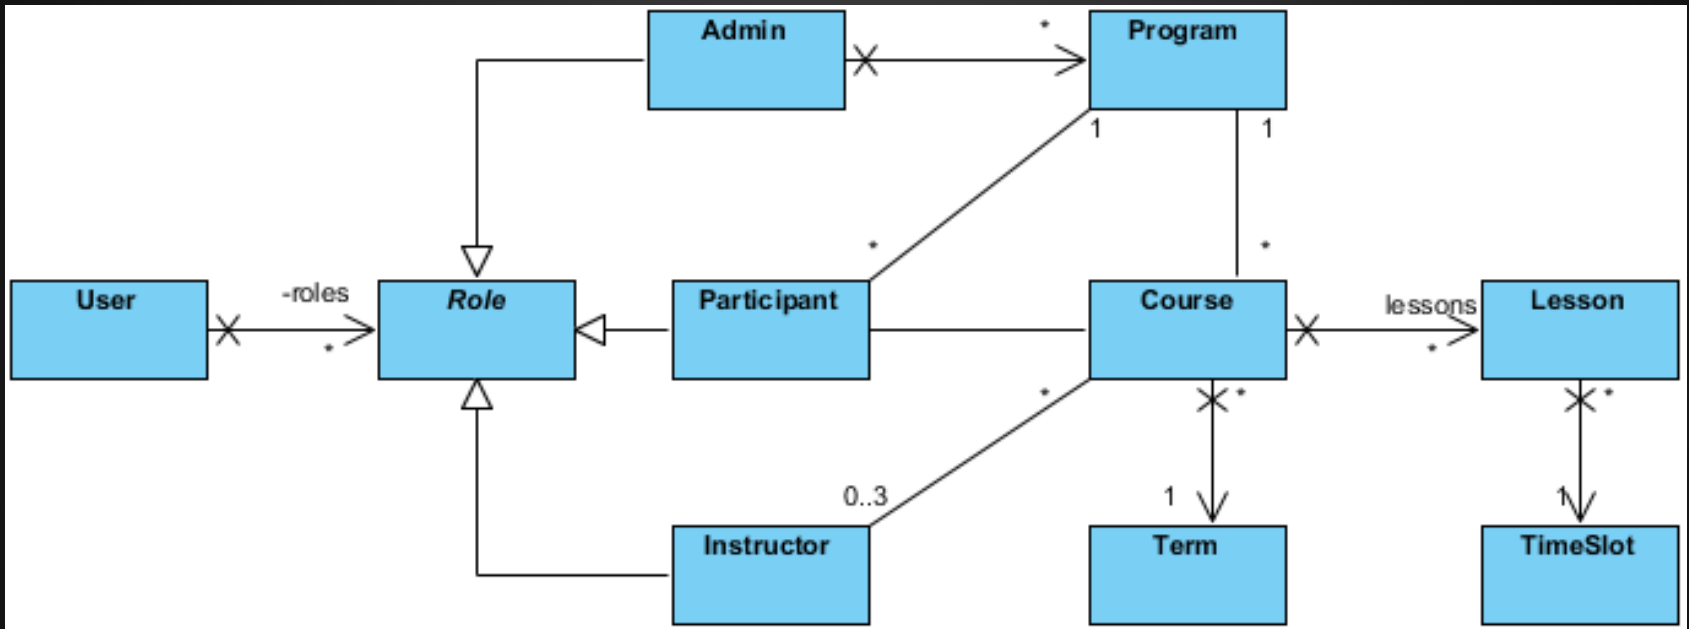 Admin
*
Program
1
1
*
*
User
-roles
*
Role
Participant
Course
lessons
*
Lesson
*
*
*
0..3
1
1
Instructor
Term
TimeSlot